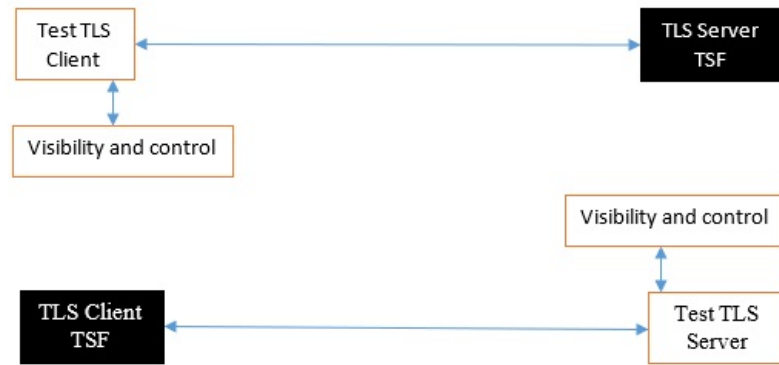 Test TLS
Client
TLS Server
TSF
Visibility and control
Visibility and control
TLS Client
TSF
Test TLS
Server